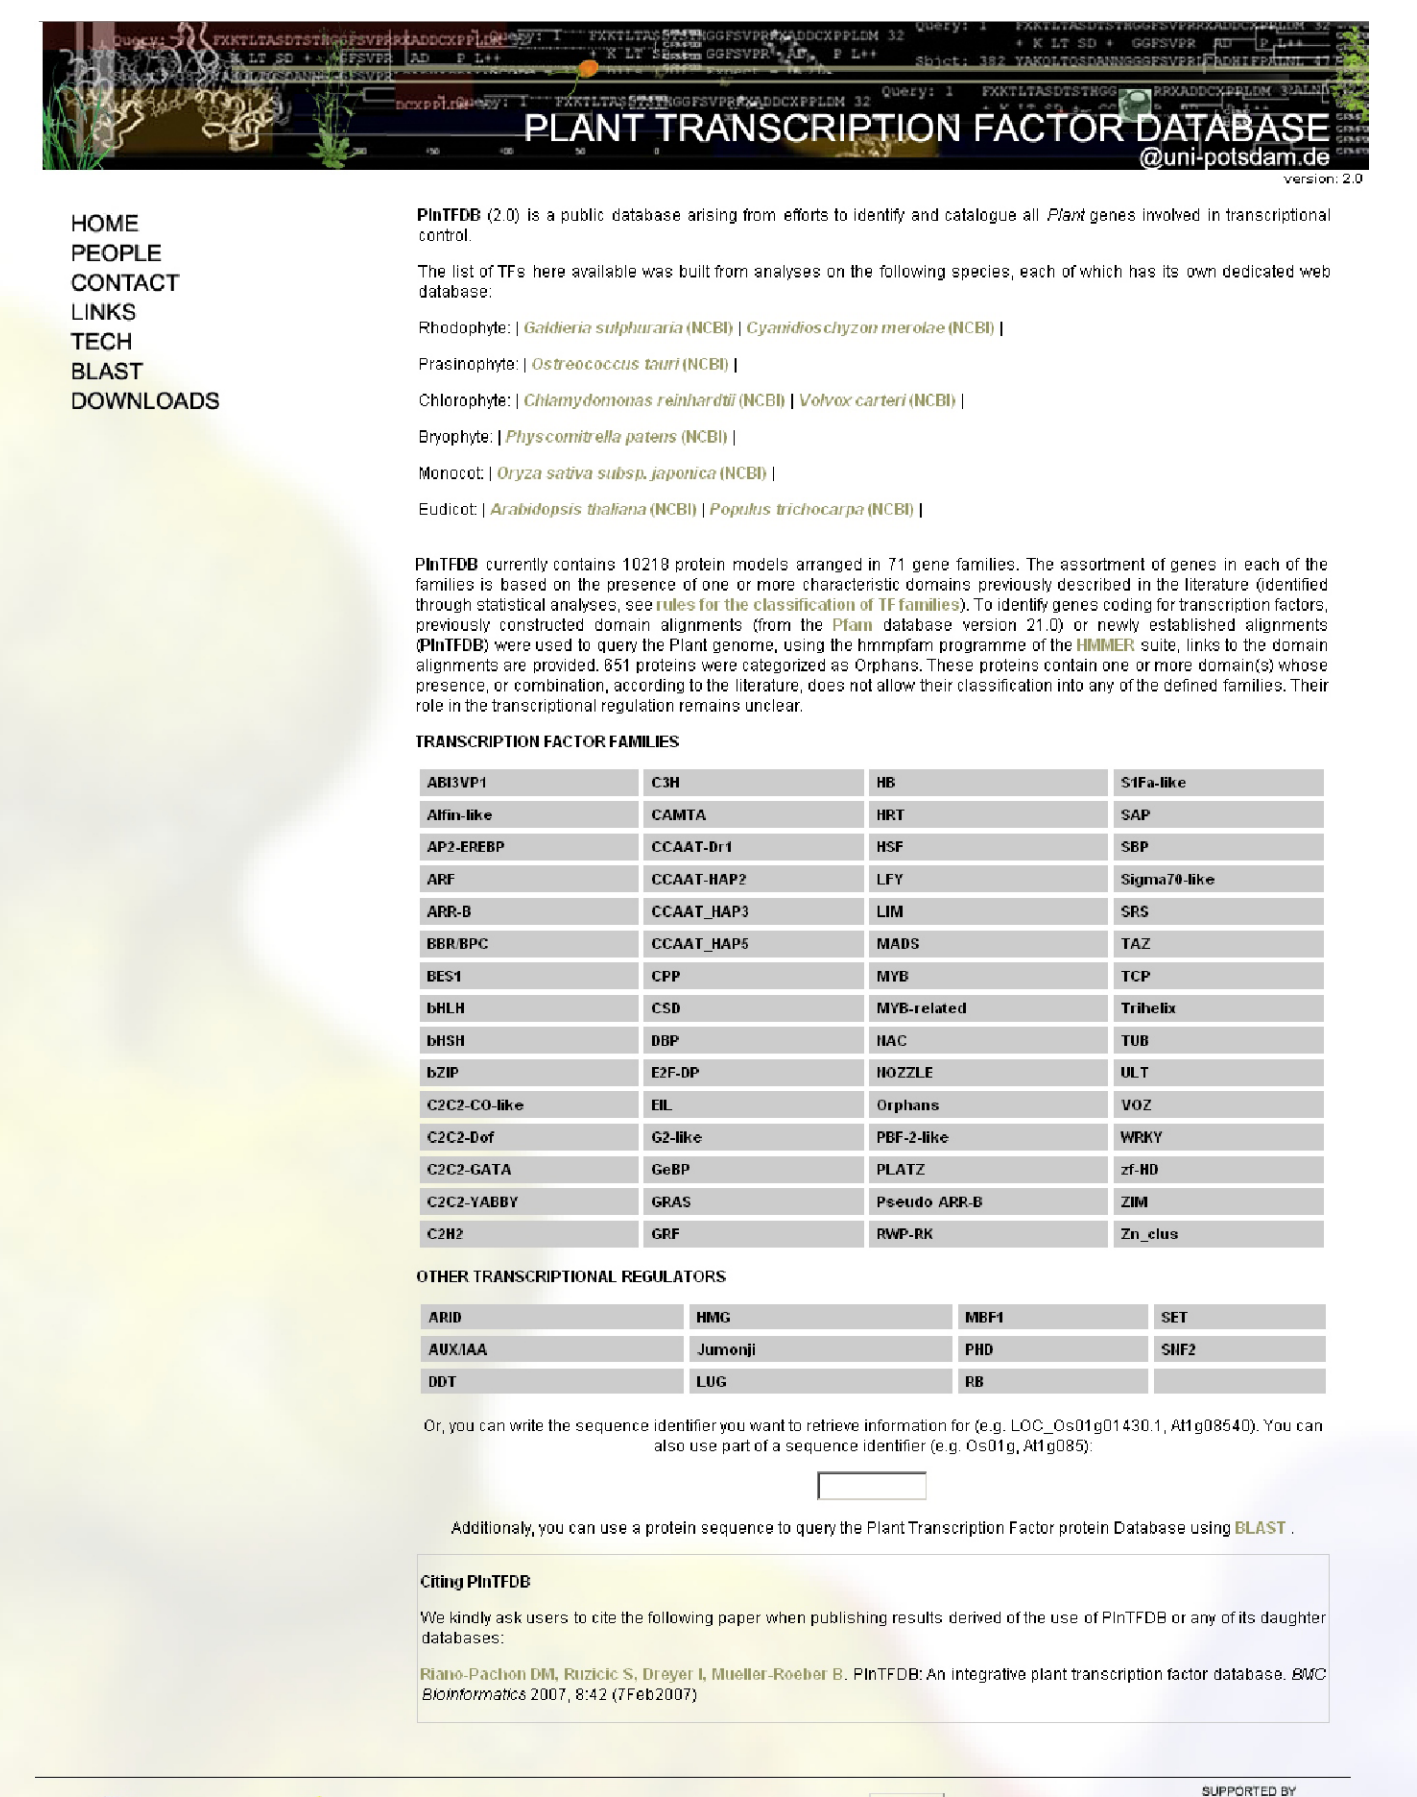 PLANT TRANSCRIPTION FACTOR DATABASE
@uni-potsdam.de
version: 2.0
HOME
PEOPLE
CONTACT
LINKS
TECH
BLAST
DOWNLOADS
PlnTFDB (2.0) is a public database arising from efforts to identify and catalogue all Plant genes involved in transcriptional
control.
The list of TFs here available was built from analyses on the following species, each of which has its own dedicated web
database:
Rhodophyte: | Galdieria sulphuraria (NCBI) | Cyanidioschyzon merolae (NCBI) |
Prasinophyte: | Ostreococcus tauri (NCBI) |
Chlorophyte: | Chlamydomonas reinhardtii (NCBI) | Volvox carteri (NCBI) |
Bryophyte: | Physcomitrella patens (NCBI) |
Monocot: | Oryza sativa subsp. japonica (NCBI) |
Eudicot: | Arabidopsis thaliana (NCBI) | Populus trichocarpa (NCBI) |
PlnTFDB currently contains 10218 protein models arranged in 71 gene families. The assortment of genes in each of the
families is based on the presence of one or more characteristic domains previously described in the literature (identified
through statistical analyses, see rules for the classification of TF families). To identify genes coding for transcription factors,
previously constructed domain alignments (from the Pfam database version 21.0) or newly established alignments
(PlnTFDB) were used to query the Plant genome, using the hmmpfam programme of the HMMER suite, links to the domain
alignments are provided. 651 proteins were categorized as Orphans. These proteins contain one or more domain(s) whose
presence, or combination, according to the literature, does not allow their classification into any of the defined families. Their
role in the transcriptional regulation remains unclear.
TRANSCRIPTION FACTOR FAMILIES
ABI3VP1 C3H HB S1Fa-like
Alfin-like CAMTA HRT SAP
AP2-EREBP CCAAT-Dr1 HSF SBP
ARF CCAAT-HAP2 LFY Sigma70-like
ARR-B CCAAT_HAP3 LIM SRS
BBR/BPC CCAAT_HAP5 MADS TAZ
BES1 CPP MYB TCP
bHLH CSD MYB-related Trihelix
bHSH DBP NAC TUB
bZIP E2F-DP NOZZLE ULT
C2C2-CO-like EIL Orphans VOZ
C2C2-Dof G2-like PBF-2-like WRKY
C2C2-GATA GeBP PLATZ zf-HD
C2C2-YABBY GRAS Pseudo ARR-B ZIM
C2H2 GRF RWP-RK Zn_clus
OTHER TRANSCRIPTIONAL REGULATORS
ARID HMG MBF1 SET
AUX/IAA Jumonji PHD SNF2
DDT LUG RB
Or, you can write the sequence identifier you want to retrieve information for (e.g. LOC_Os01g01430.1, At1g08540). You can
also use part of a sequence identifier (e.g. Os01g, At1g085):
Additionaly, you can use a protein sequence to query the Plant Transcription Factor protein Database using BLAST .
Citing PlnTFDB
We kindly ask users to cite the following paper when publishing results derived of the use of PlnTFDB or any of its daughter
databases:
Riano-Pachon DM, Ruzicic S, Dreyer I, Mueller-Roeber B. PlnTFDB: An integrative plant transcription factor database. BMC
Bioinformatics 2007, 8:42 (7Feb2007)
SUPPORTED BY